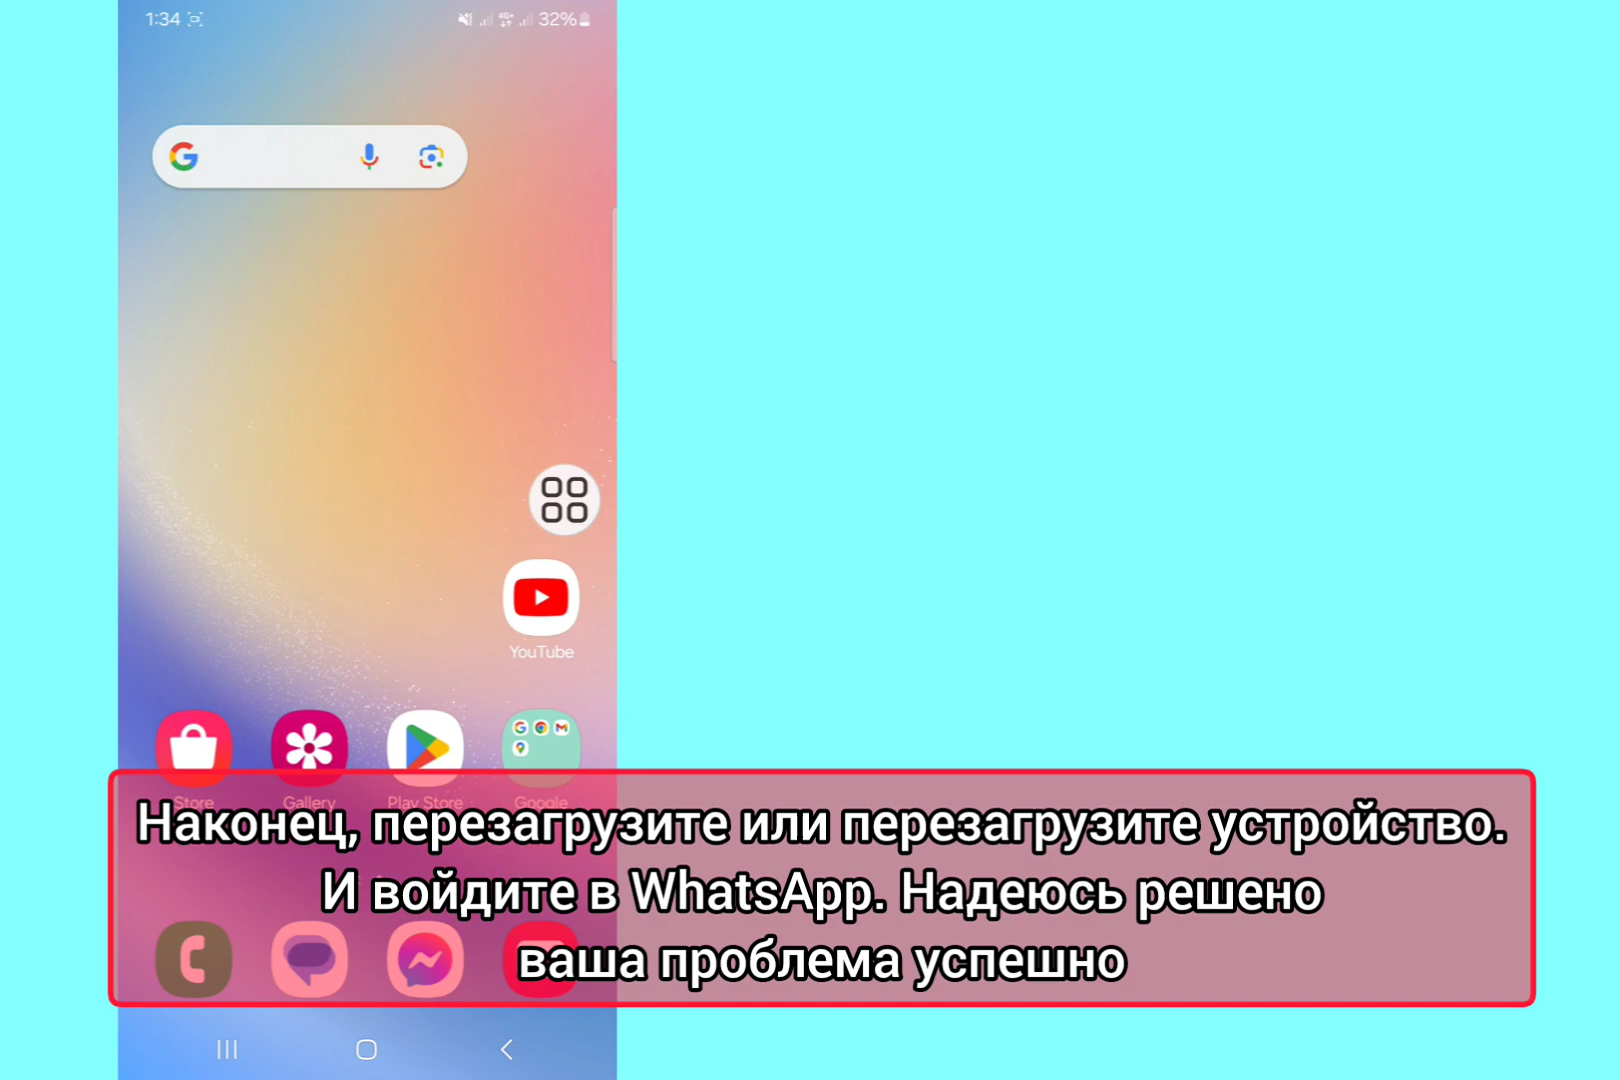 1:34
4G+
32%
YouTube
Store Gallery Play Store Google
Наконец, перезагрузите или перезагрузите устройство.
И войдите в WhatsApp. Надеюсь решено
ваша проблема успешно